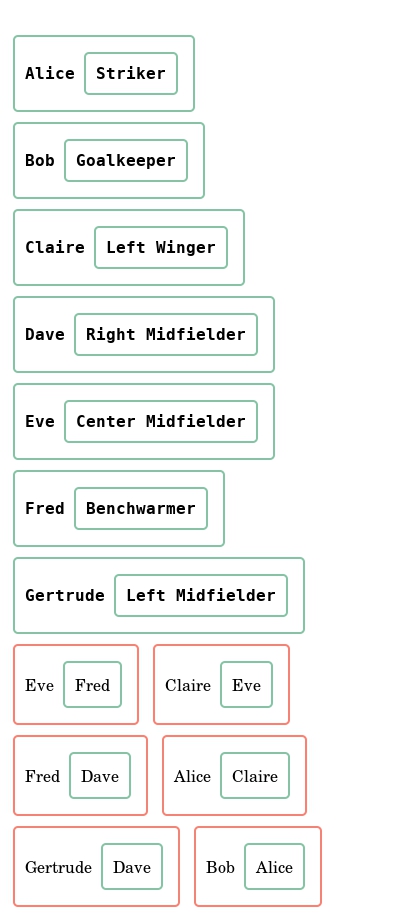 Alice Striker
Bob Goalkeeper
Claire Left Winger
Dave Right Midfielder
Eve Center Midfielder
Fred Benchwarmer
Gertrude Left Midfielder
Eve Fred Claire Eve
Fred Dave Alice Claire
Gertrude Dave Bob Alice